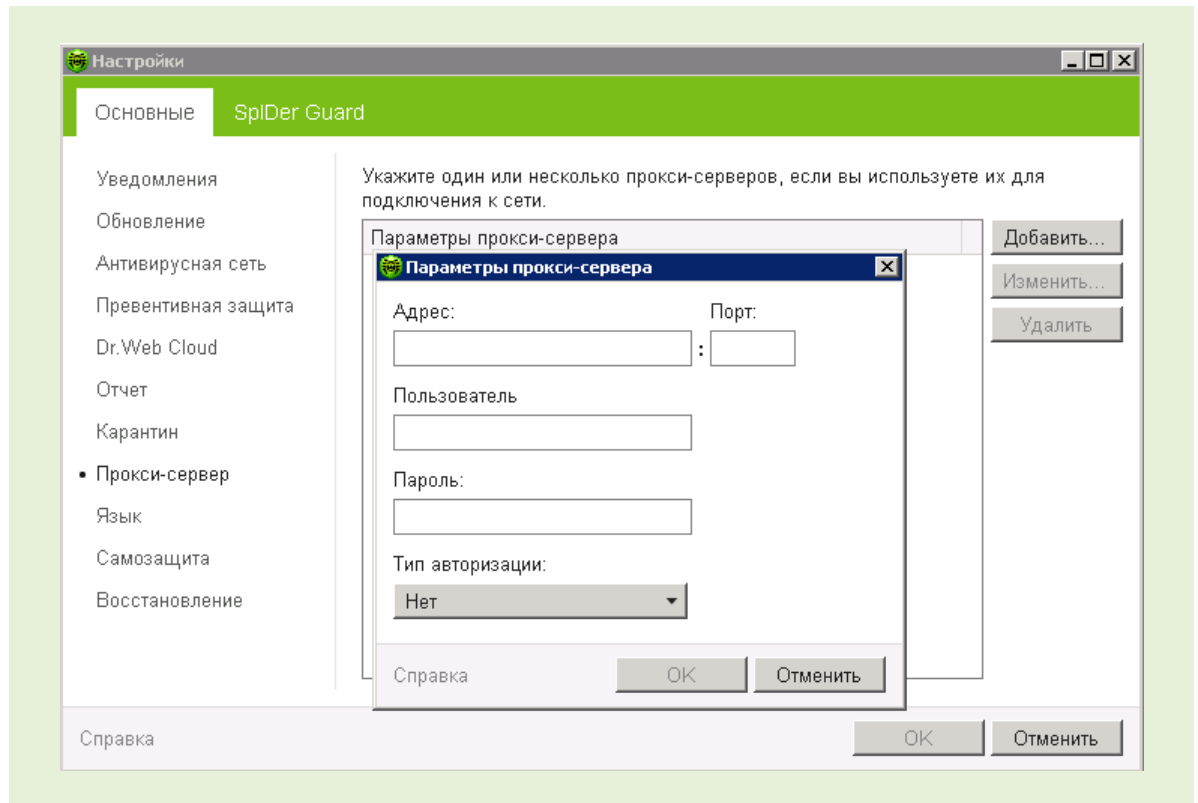 Настройки
Основные SpIDer Guard
Уведомления
Обновление
Антивирусная сеть
Превентивная защита
Dr.Web Cloud
Отчет
Карантин
• Прокси-сервер
Язык
Самозащита
Восстановление
Укажите один или несколько прокси-серверов, если вы используете их для
подключения к сети.
Параметры прокси-сервера
Добавить...
Изменить...
Удалить
Параметры прокси-сервера
Адрес: Порт:
:
Пользователь
Пароль:
Тип авторизации:
Нет
Справка OK Отменить
Справка OK Отменить